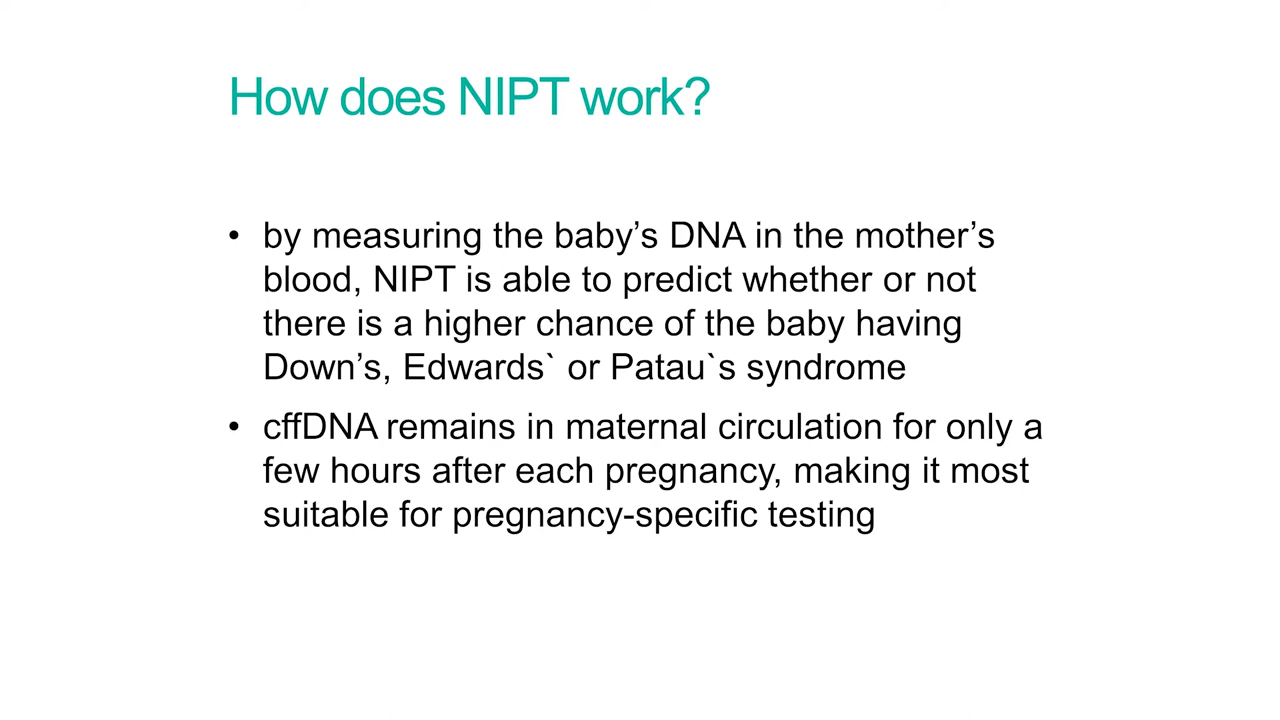 How does NIPT work?
• by measuring the baby’s DNA in the mother’s
blood, NIPT is able to predict whether or not
there is a higher chance of the baby having
Down’s, Edwards` or Patau`s syndrome
• cffDNA remains in maternal circulation for only a
few hours after each pregnancy, making it most
suitable for pregnancy-specific testing